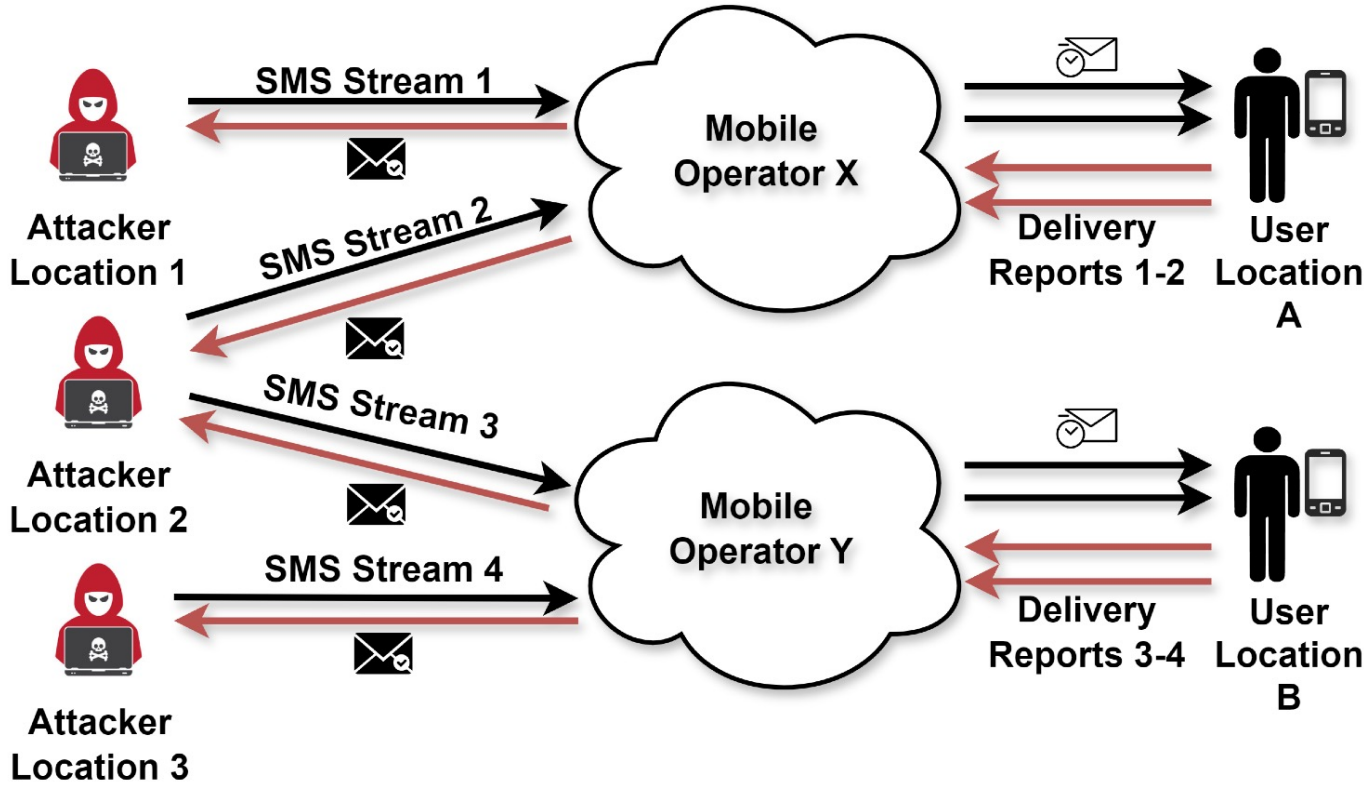 SMS Stream 1
Mobile
Operator X
Attacker
Location 1
SMS Stream 2
Delivery
Reports 1-2
User
Location
A
SMS Stream 3
Attacker
Location 2
Mobile
Operator Y
SMS Stream 4
Delivery
Reports 3-4
User
Location
B
Attacker
Location 3